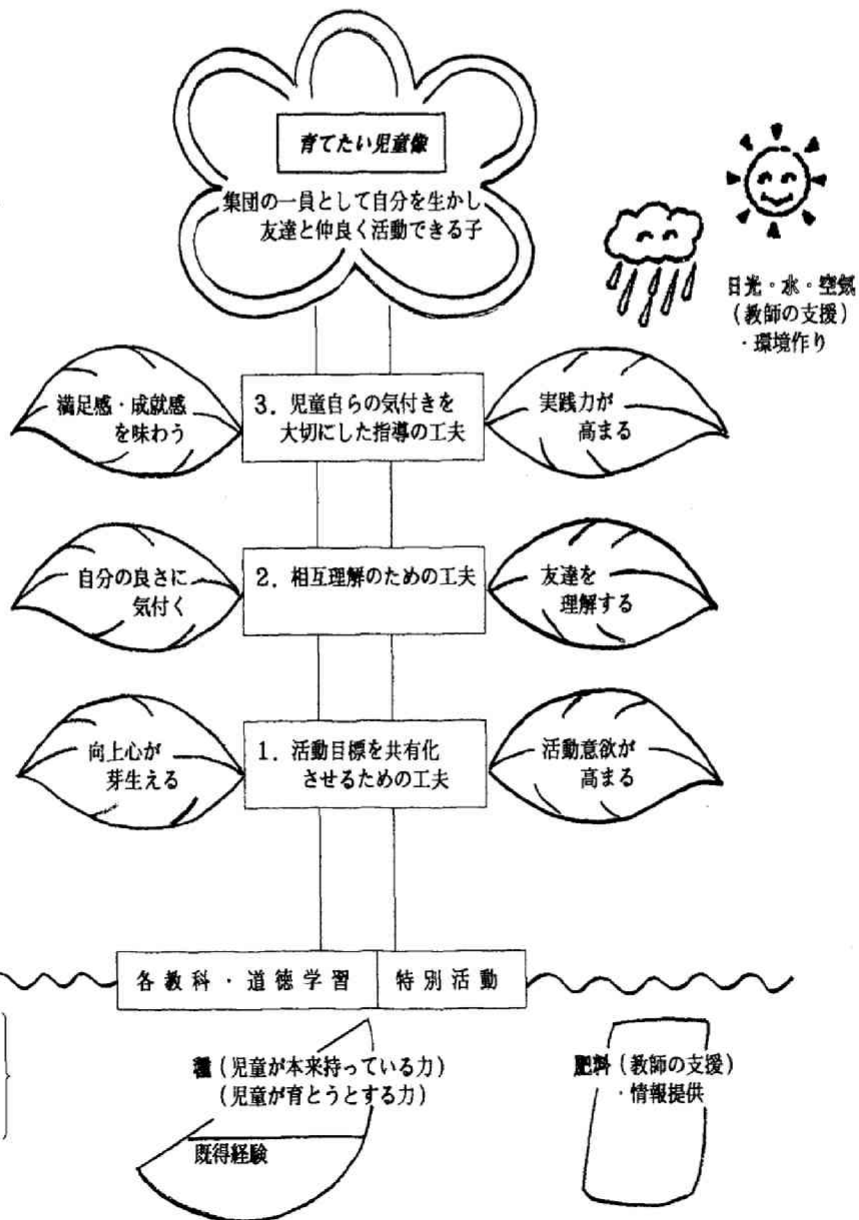 育てたい児童像
集団の一員として自分を生かし
友達と仲良く活動できる子
日光・水・空気
(教師の支援)
・環境作り
満足感・成就感
を味わう
3．児童自らの気付きを
大切にした指導の工夫
実践力が
高まる
自分の良さに
気付く
2．相互理解のための工夫
友達を
理解する
向上心が
芽生える
1．活動目標を共有化
させるための工夫
活動意欲が
高まる
各教科・道徳学習
特別活動
種(児童が本来持っている力)
(児童が育とうとする力)
既得経験
肥料(教師の支援)
・情報提供